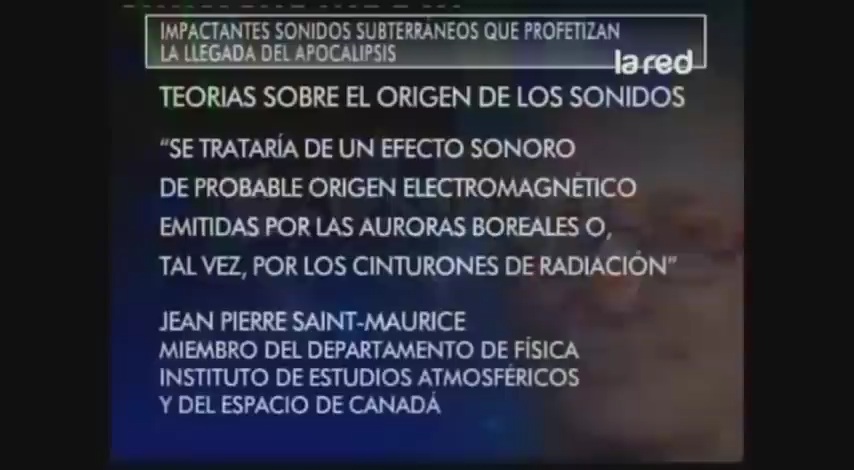 IMPACTANTES SONIDOS SUBTERRÁNEOS QUE PROFETIZAN
LA LLEGADA DEL APOCALIPSIS
la red
TEORIAS SOBRE EL ORIGEN DE LOS SONIDOS
“SE TRATARÍA DE UN EFECTO SONORO
DE PROBABLE ORIGEN ELECTROMAGNÉTICO
EMITIDAS POR LAS AURORAS BOREALES O,
TAL VEZ, POR LOS CINTURONES DE RADIACIÓN”
JEAN PIERRE SAINT-MAURICE
MIEMBRO DEL DEPARTAMENTO DE FÍSICA
INSTITUTO DE ESTUDIOS ATMOSFÉRICOS
Y DEL ESPACIO DE CANADÁ